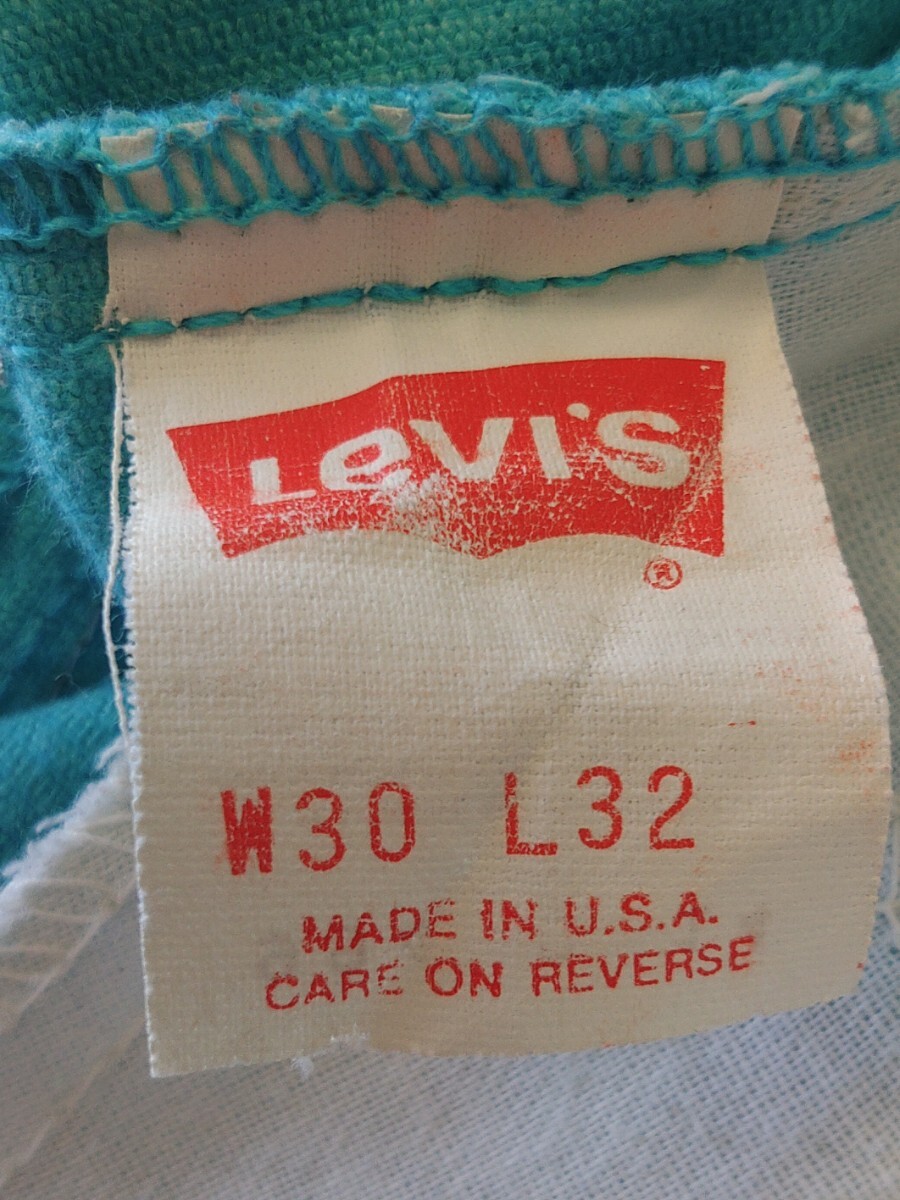 Levi's
®
W30 L32
MADE IN U.S.A.
CARE ON REVERSE